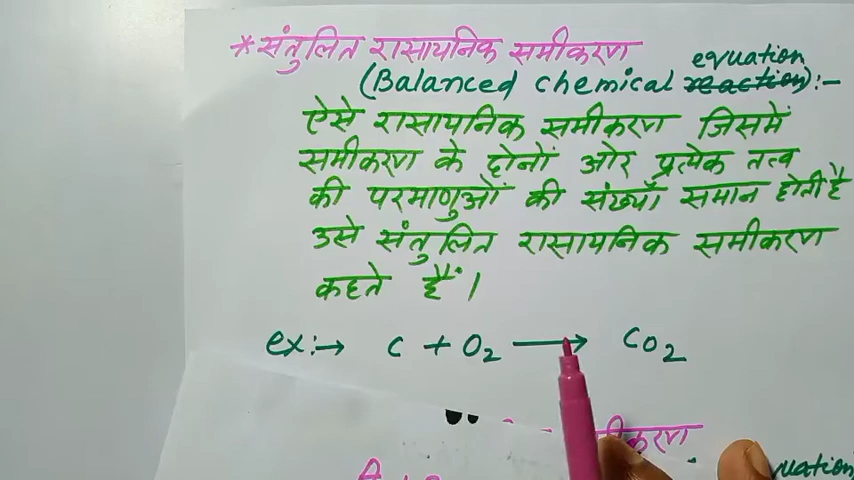 * संतुलित रासायनिक समीकरण
(Balanced chemical reaction evuation):-
ऐसे रासायनिक समीकरण जिसमें
समीकरण के दोनों ओर प्रत्येक तत्व
की परमाणुओं की संख्याँ समान होती है
उसे संतुलित रासायनिक समीकरण
कहते हैं।
ex:→ C + O₂ ⟶ CO₂